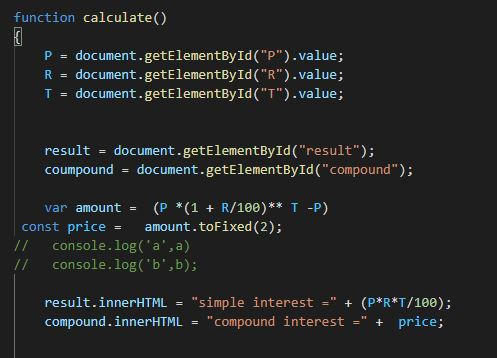 function calculate()
{
P = document.getElementById("P").value;
R = document.getElementById("R").value;
T = document.getElementById("T").value;
result = document.getElementById("result");
coumpound = document.getElementById("compound");
var amount = (P *(1 + R/100)** T -P)
const price = amount.toFixed(2);
// console.log('a',a)
// console.log('b',b);
result.innerHTML = "simple interest =" + (P*R*T/100);
compound.innerHTML = "compound interest =" + price;